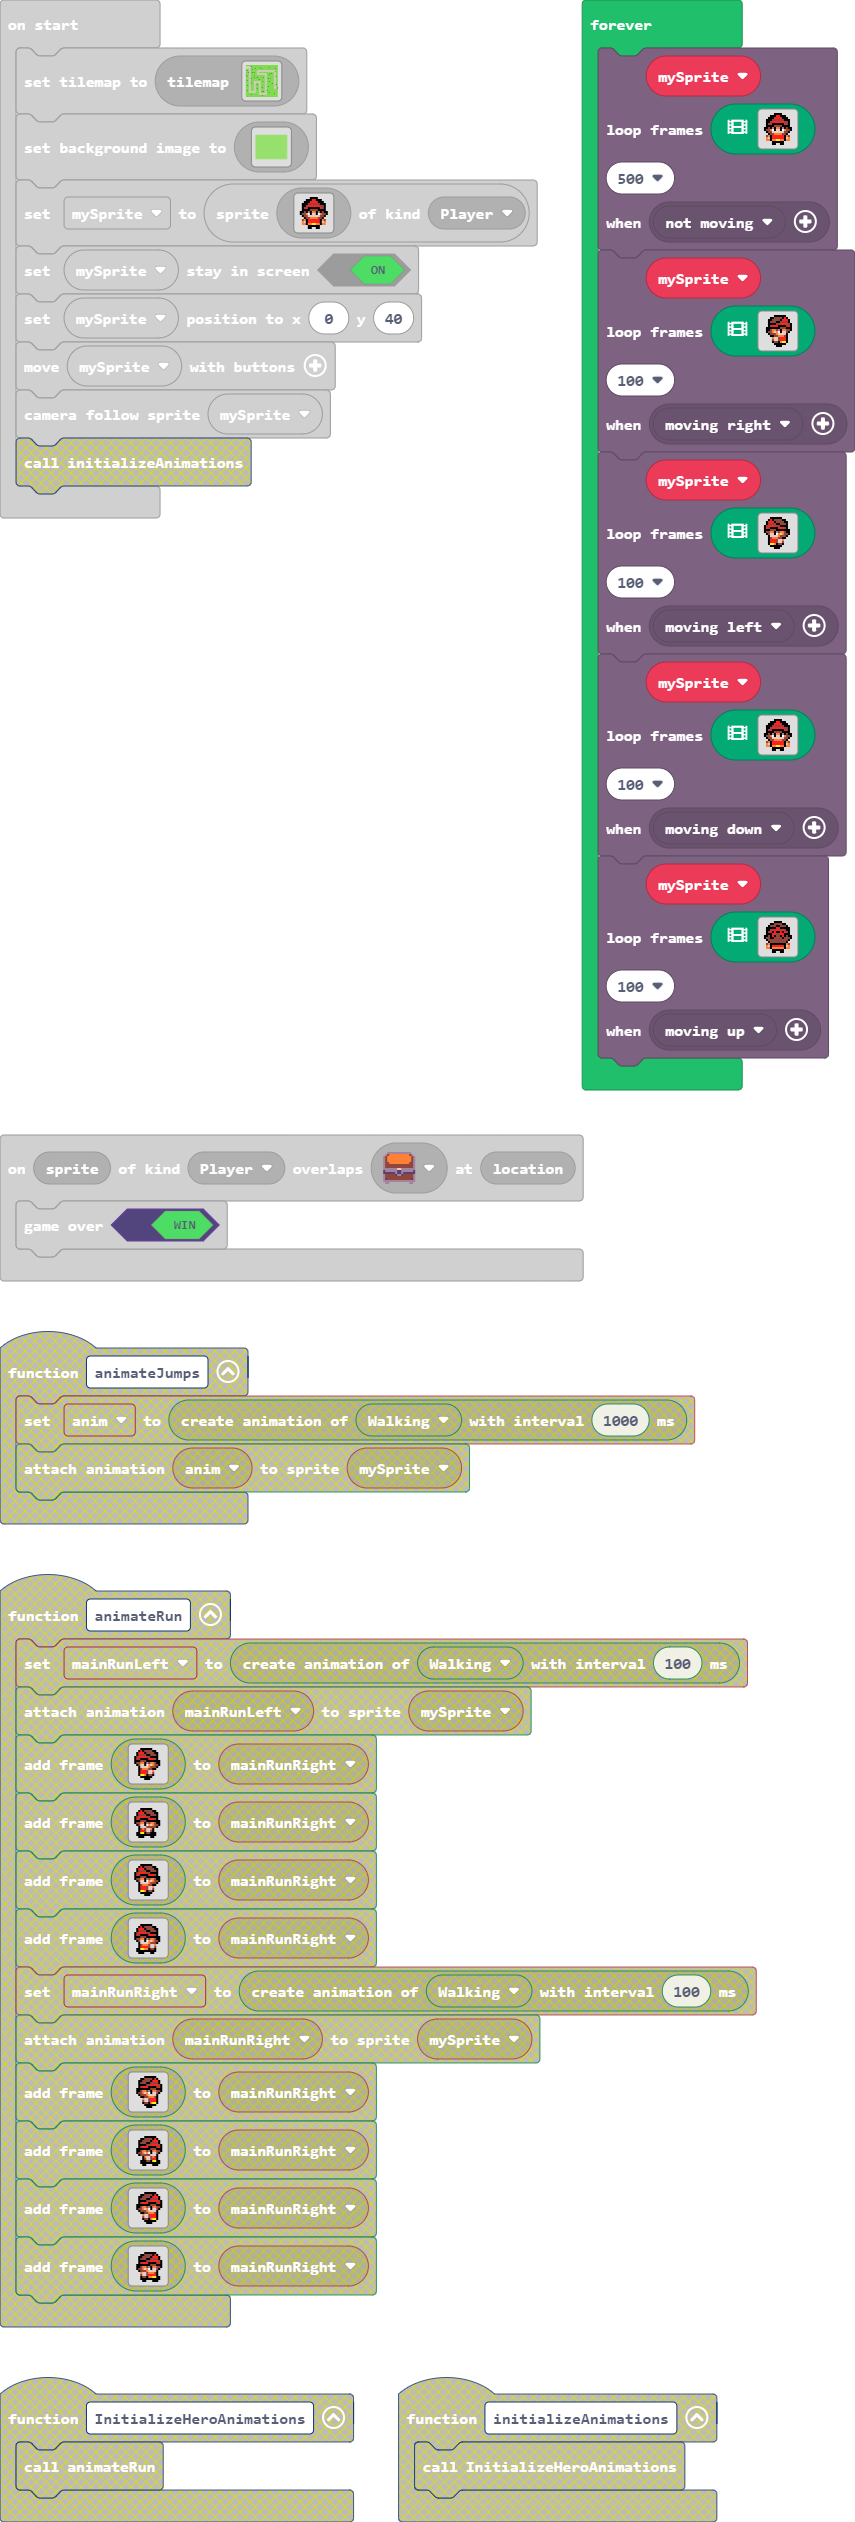 on start
set tilemap to tilemap
set background image to
set mySprite to sprite of kind Player
set mySprite stay in screen ON
set mySprite position to x 0 y 40
move mySprite with buttons
camera follow sprite mySprite
call initializeAnimations
forever
mySprite
loop frames
500
when not moving
mySprite
loop frames
100
when moving right
mySprite
loop frames
100
when moving left
mySprite
loop frames
100
when moving down
mySprite
loop frames
100
when moving up
on sprite of kind Player overlaps at location
game over WIN
function animateJumps
set anim to create animation of Walking with interval 1000 ms
attach animation anim to sprite mySprite
function animateRun
set mainRunLeft to create animation of Walking with interval 100 ms
attach animation mainRunLeft to sprite mySprite
add frame to mainRunRight
add frame to mainRunRight
add frame to mainRunRight
add frame to mainRunRight
set mainRunRight to create animation of Walking with interval 100 ms
attach animation mainRunRight to sprite mySprite
add frame to mainRunRight
add frame to mainRunRight
add frame to mainRunRight
add frame to mainRunRight
function InitializeHeroAnimations
call animateRun
function initializeAnimations
call InitializeHeroAnimations